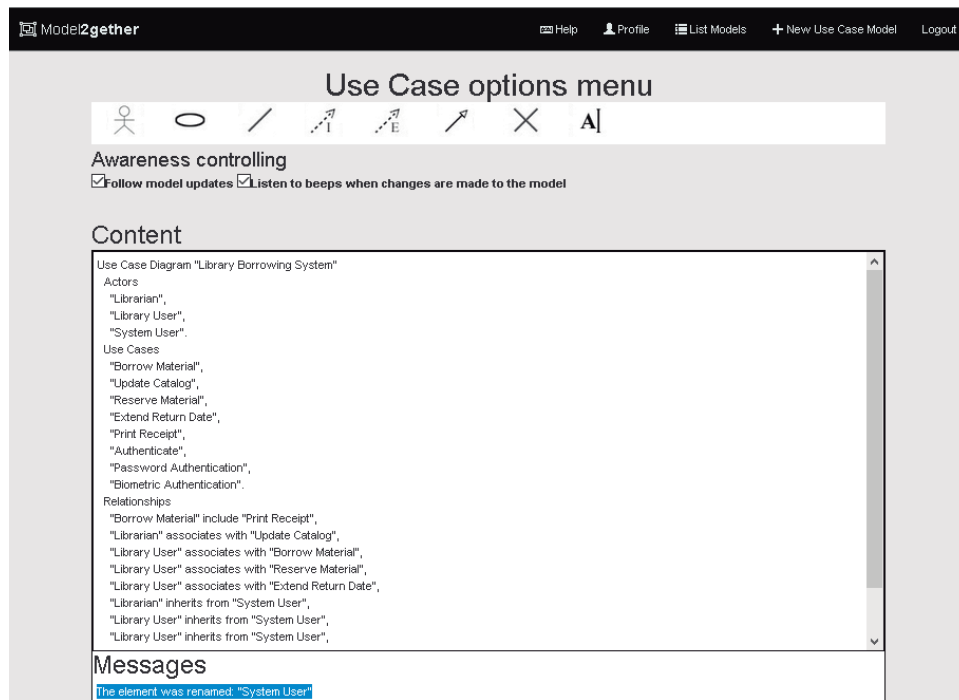 Model2gether
Help Profile List Models New Use Case Model Logout
Use Case options menu
I E A
Awareness controlling
Follow model updates Listen to beeps when changes are made to the model
Content
Use Case Diagram "Library Borrowing System"
Actors
"Librarian",
"Library User",
"System User".
Use Cases
"Borrow Material",
"Update Catalog",
"Reserve Material",
"Extend Return Date",
"Print Receipt",
"Authenticate",
"Password Authentication",
"Biometric Authentication".
Relationships
"Borrow Material" include "Print Receipt",
"Librarian" associates with "Update Catalog",
"Library User" associates with "Borrow Material",
"Library User" associates with "Reserve Material",
"Library User" associates with "Extend Return Date",
"Librarian" inherits from "System User",
"Library User" inherits from "System User",
"Library User" inherits from "System User",
Messages
The element was renamed: "System User"